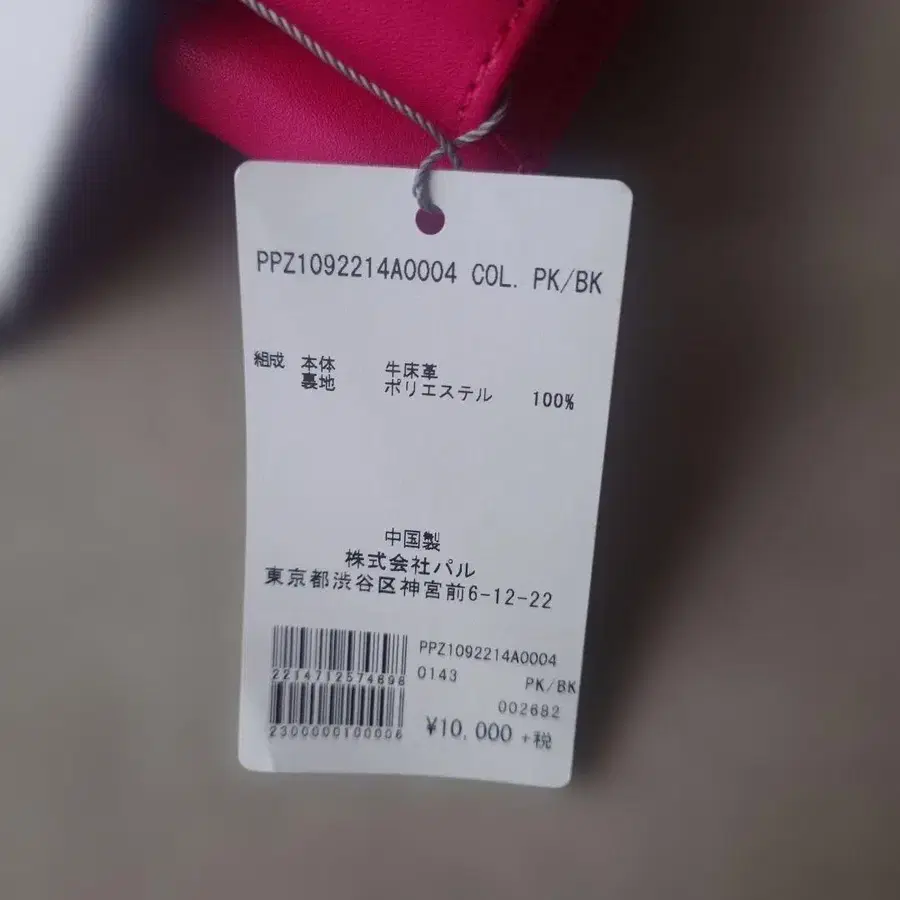 PPZ1092214A0004 COL. PK/BK
組成 本体 牛床革
裏地 ポリエステル 100%
中国製
株式会社パル
東京都渋谷区神宮前6-12-22
PPZ1092214A0004
2214712574698 0143 PK/BK
002682
2300000100006 ¥10,000 +税